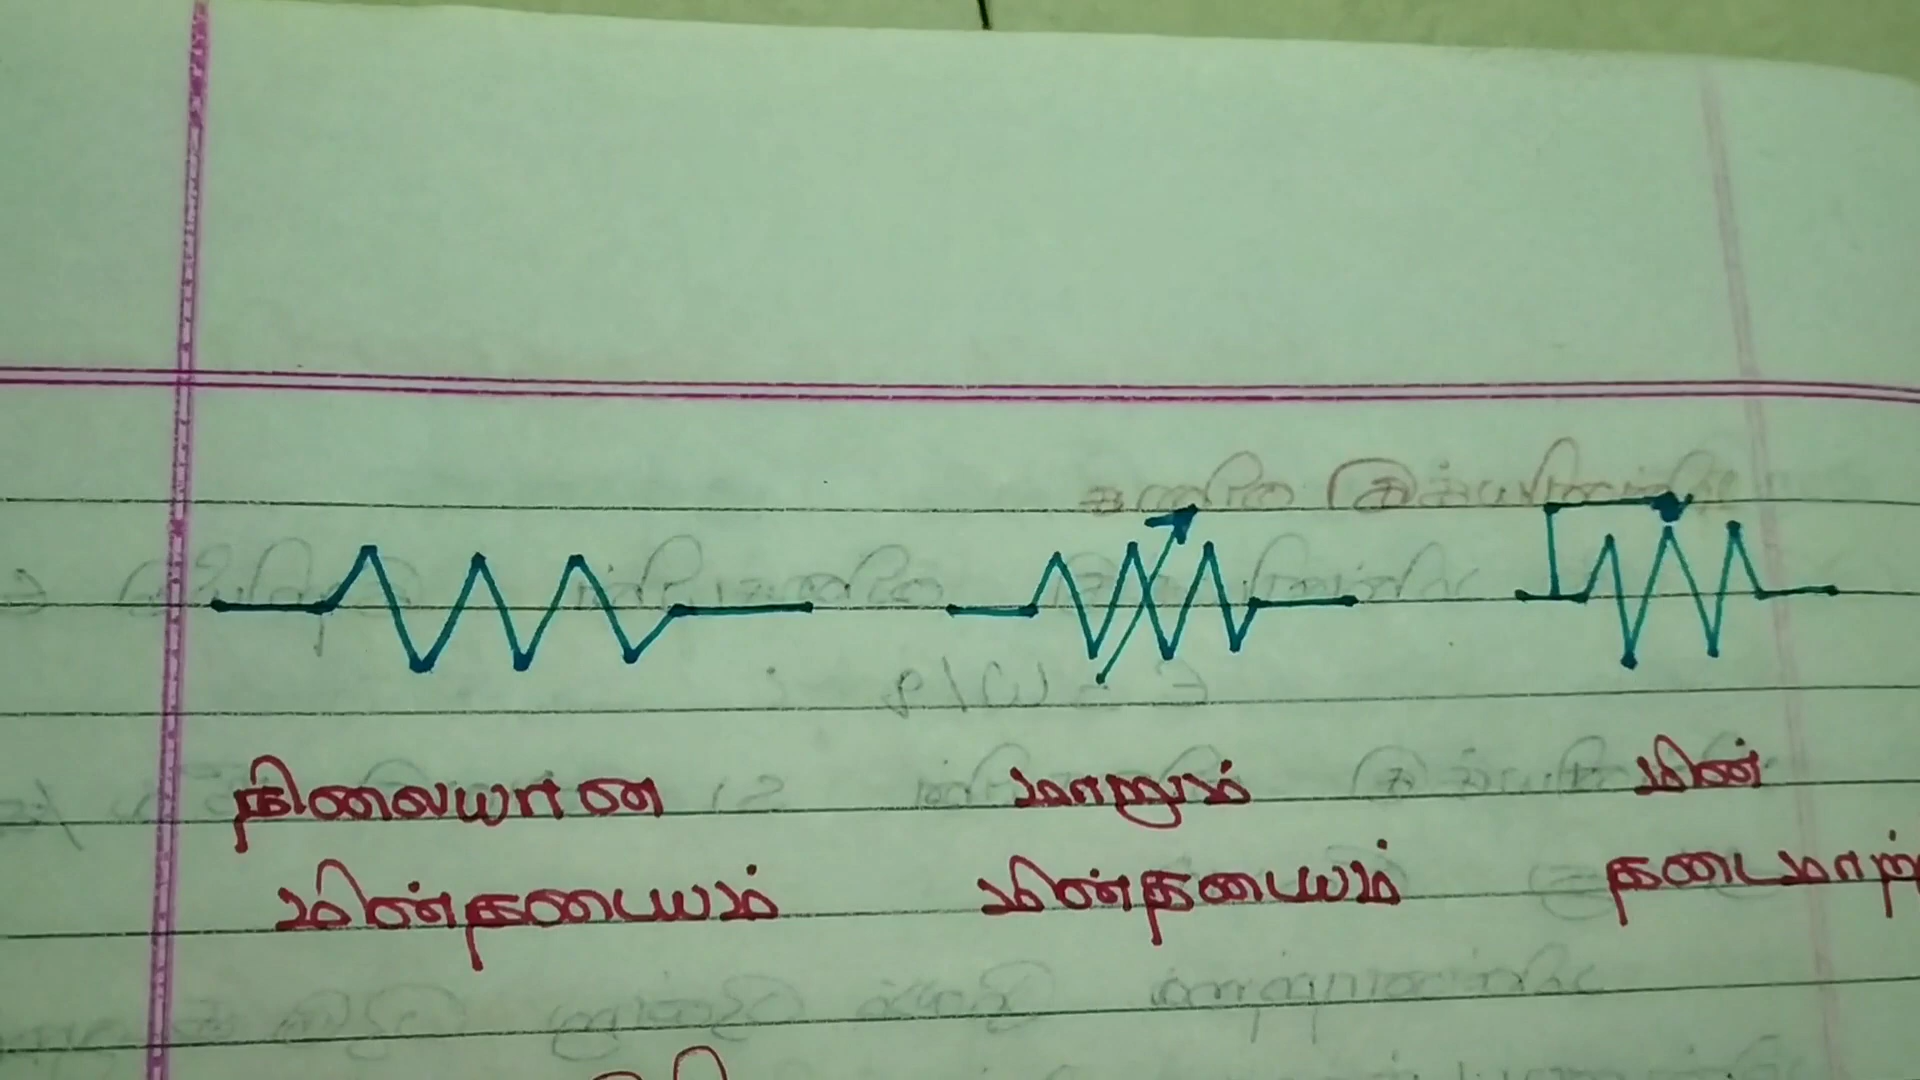 நிலையான மாறும் மின்
மின்தடையம் மின்தடையம் தடைமாற்